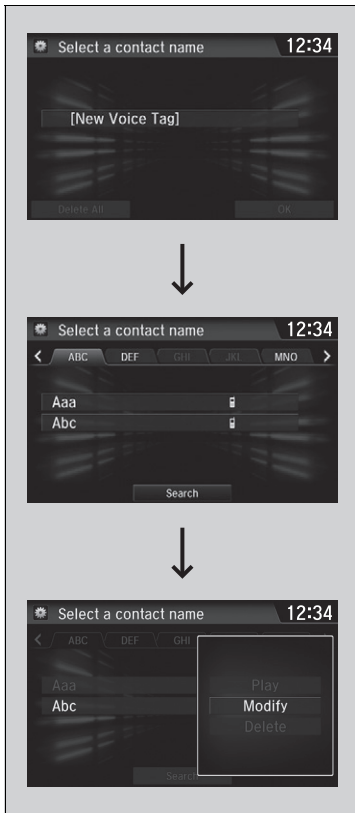 Select a contact name 12:34
[New Voice Tag]
Delete All OK
Select a contact name 12:34
ABC DEF GHI JKL MNO
Aaa
Abc
Search
Select a contact name 12:34
ABC DEF GHI
Aaa Play
Abc Modify
Delete
Search